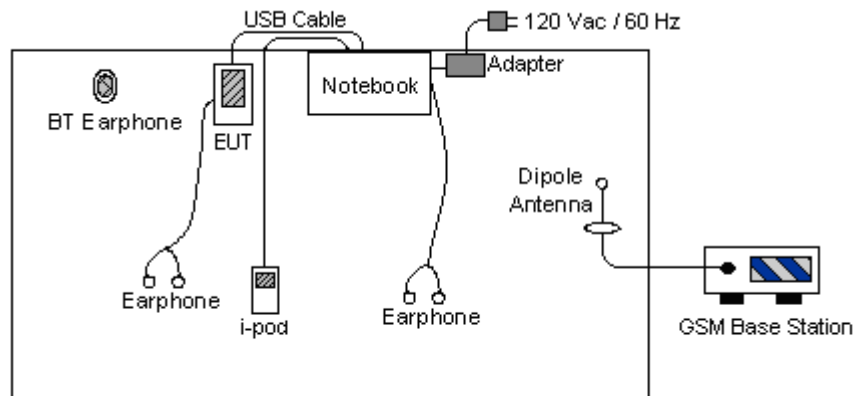 USB Cable
120 Vac / 60 Hz
Adapter
Notebook
BT Earphone
EUT
Dipole
Antenna
Earphone
i-pod
Earphone
GSM Base Station